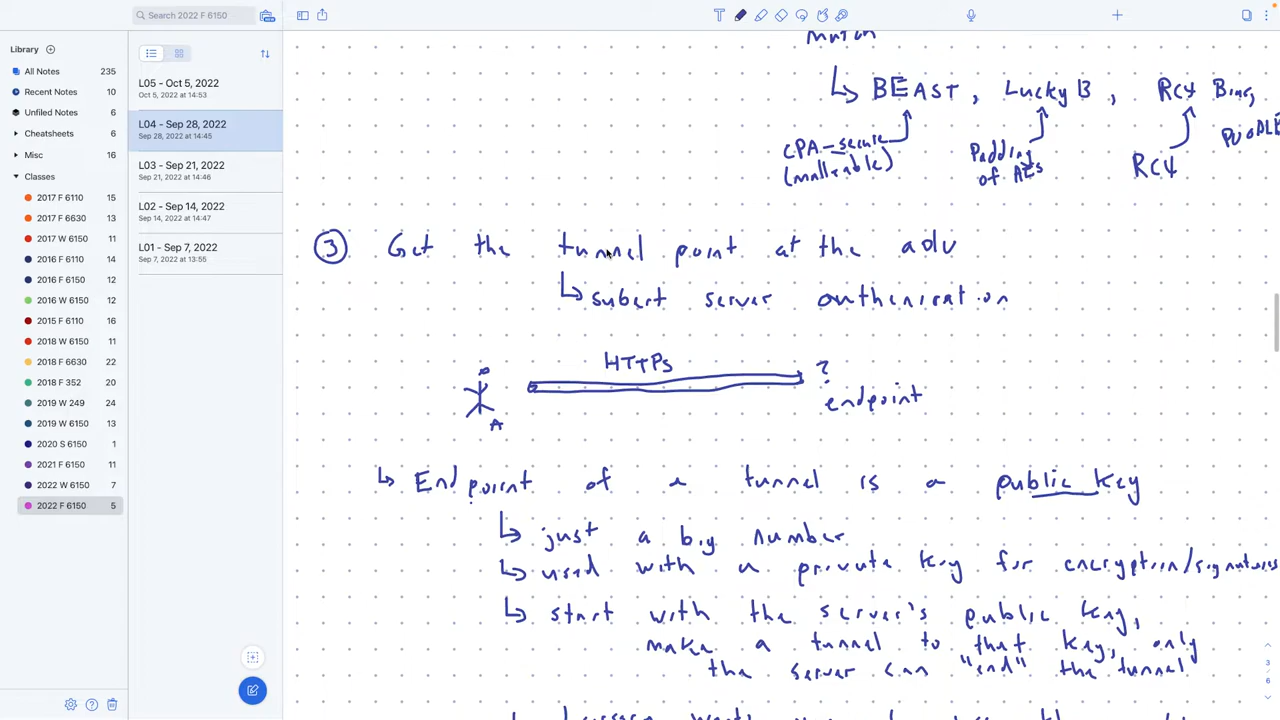 Search 2022 F 6150
Library
All Notes 235
Recent Notes 10
Unfiled Notes 6
Cheatsheets 6
Misc 16
Classes
2017 F 6110 15
2017 F 6630 13
2017 W 6150 11
2016 F 6110 14
2016 F 6150 12
2016 W 6150 12
2015 F 6110 16
2018 W 6150 11
2018 F 6630 22
2018 F 352 20
2019 W 249 24
2019 W 6150 13
2020 S 6150 1
2021 F 6150 11
2022 W 6150 7
2022 F 6150 5
L05 - Oct 5, 2022
Oct 5, 2022 at 14:53
L04 - Sep 28, 2022
Sep 28, 2022 at 14:45
L03 - Sep 21, 2022
Sep 21, 2022 at 14:46
L02 - Sep 14, 2022
Sep 14, 2022 at 14:47
L01 - Sep 7, 2022
Sep 7, 2022 at 13:55
↳ BEAST, Lucky 13, RC4 Bias,
CPA-secure
(malleable)
Padding
of AES
RC4
POODLE
③ Get the tunnel point at the adv
↳ subert server
HTTPs
?
endpoint
A
↳ Endpoint of a tunnel is a public key
↳ just a big number
↳ used with a private key for encryption/signatures
↳ start with the server's public key,
make a tunnel to that key, only
the server can "end" the tunnel
3
6